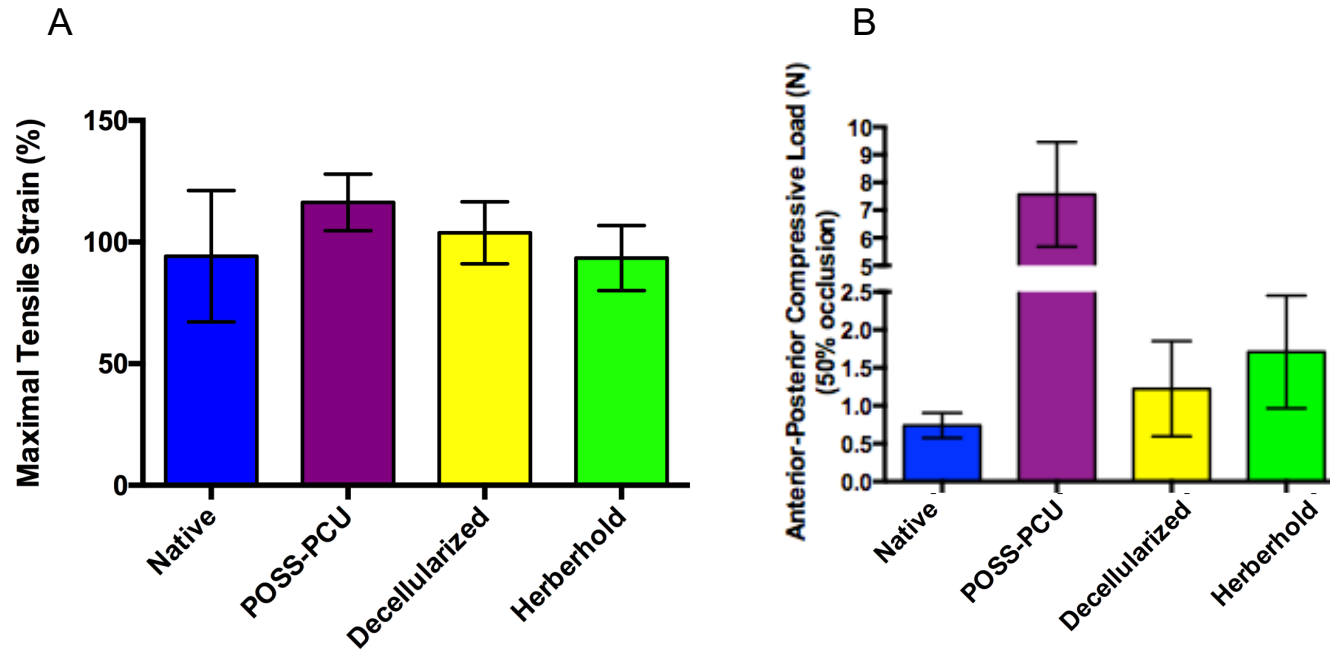 A
Maximal Tensile Strain (%)
150
100
50
0
Native
POSS-PCU
Decellularized
Herberhold
B
Anterior-Posterior Compressive Load (N)
(50% occlusion)
10
9
8
7
6
5
2.5
2.0
1.5
1.0
0.5
0.0
Native
POSS-PCU
Decellularized
Herberhold